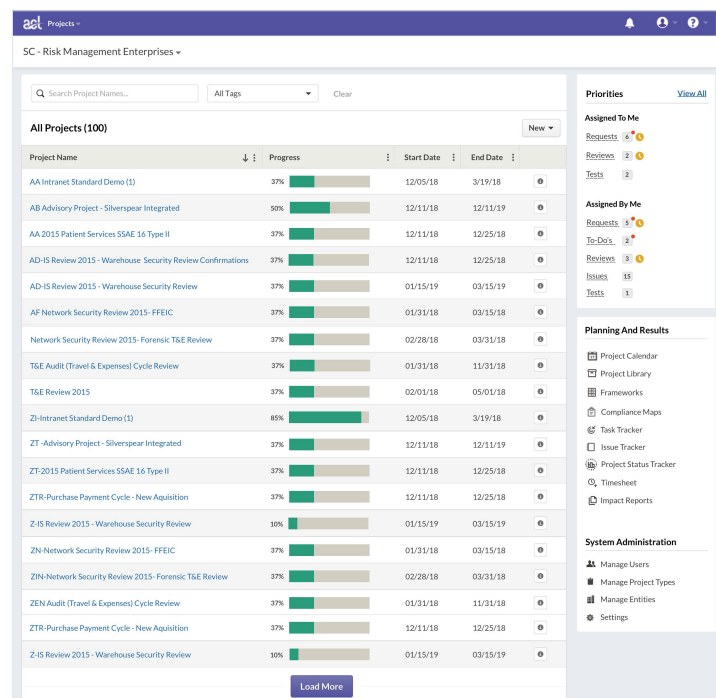 acl Projects
SC - Risk Management Enterprises
Search Project Names... All Tags Clear
All Projects (100) New
Project Name Progress Start Date End Date
AA Intranet Standard Demo (1) 37% 12/05/18 3/19/18
AB Advisory Project - Silverspear Integrated 50% 12/11/18 12/11/19
AA 2015 Patient Services SSAE 16 Type II 37% 12/11/18 12/25/18
AD-IS Review 2015 - Warehouse Security Review Confirmations 37% 12/11/18 12/25/18
AD-IS Review 2015 - Warehouse Security Review 37% 01/15/19 03/15/19
AF Network Security Review 2015- FFEIC 37% 01/31/18 03/15/18
Network Security Review 2015- Forensic T&E Review 37% 02/28/18 03/31/18
T&E Audit (Travel & Expenses) Cycle Review 37% 01/31/18 11/31/18
T&E Review 2015 37% 02/01/18 05/01/18
ZI-Intranet Standard Demo (1) 85% 12/05/18 3/19/18
ZT -Advisory Project - Silverspear Integrated 37% 12/11/18 12/11/19
ZT-2015 Patient Services SSAE 16 Type II 37% 12/11/18 12/25/18
ZTR-Purchase Payment Cycle - New Aquisition 37% 12/11/18 12/25/18
Z-IS Review 2015 - Warehouse Security Review 10% 01/15/19 03/15/19
ZN-Network Security Review 2015- FFEIC 37% 01/31/18 03/15/18
ZIN-Network Security Review 2015- Forensic T&E Review 37% 02/28/18 03/31/18
ZEN Audit (Travel & Expenses) Cycle Review 37% 01/31/18 11/31/18
ZTR-Purchase Payment Cycle - New Aquisition 37% 12/11/18 12/25/18
Z-IS Review 2015 - Warehouse Security Review 10% 01/15/19 03/15/19
Load More
Priorities View All
Assigned To Me
Requests 6
Reviews 2
Tests 2
Assigned By Me
Requests 5
To-Do's 2
Reviews 3
Issues 15
Tests 1
Planning And Results
Project Calendar
Project Library
Frameworks
Compliance Maps
Task Tracker
Issue Tracker
Project Status Tracker
Timesheet
Impact Reports
System Administration
Manage Users
Manage Project Types
Manage Entities
Settings